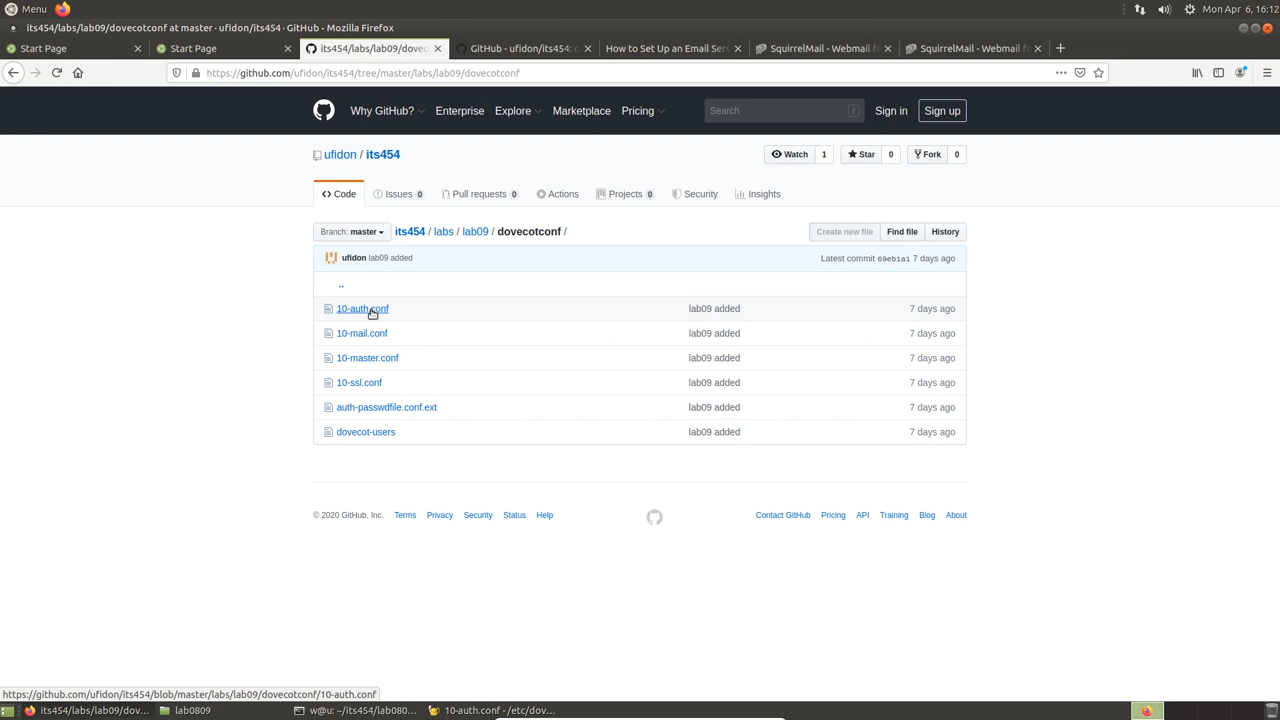 Menu
Mon Apr 6, 16:12
its454/labs/lab09/dovecotconf at master · ufidon/its454 · GitHub - Mozilla Firefox
Start Page
Start Page
its454/labs/lab09/dovec
GitHub - ufidon/its454: c
How to Set Up an Email Serv
SquirrelMail - Webmail fo
SquirrelMail - Webmail fo
https://github.com/ufidon/its454/tree/master/labs/lab09/dovecotconf
Why GitHub? Enterprise Explore Marketplace Pricing Search / Sign in Sign up
ufidon / its454
Watch 1 Star 0 Fork 0
Code Issues 0 Pull requests 0 Actions Projects 0 Security Insights
Branch: master its454 / labs / lab09 / dovecotconf / Create new file Find file History
ufidon lab09 added Latest commit 69eb1a1 7 days ago
..
10-auth.conf lab09 added 7 days ago
10-mail.conf lab09 added 7 days ago
10-master.conf lab09 added 7 days ago
10-ssl.conf lab09 added 7 days ago
auth-passwdfile.conf.ext lab09 added 7 days ago
dovecot-users lab09 added 7 days ago
© 2020 GitHub, Inc. Terms Privacy Security Status Help Contact GitHub Pricing API Training Blog About
https://github.com/ufidon/its454/blob/master/labs/lab09/dovecotconf/10-auth.conf
its454/labs/lab09/dov... lab0809 w@u: ~/its454/lab080... 10-auth.conf - /etc/dov...